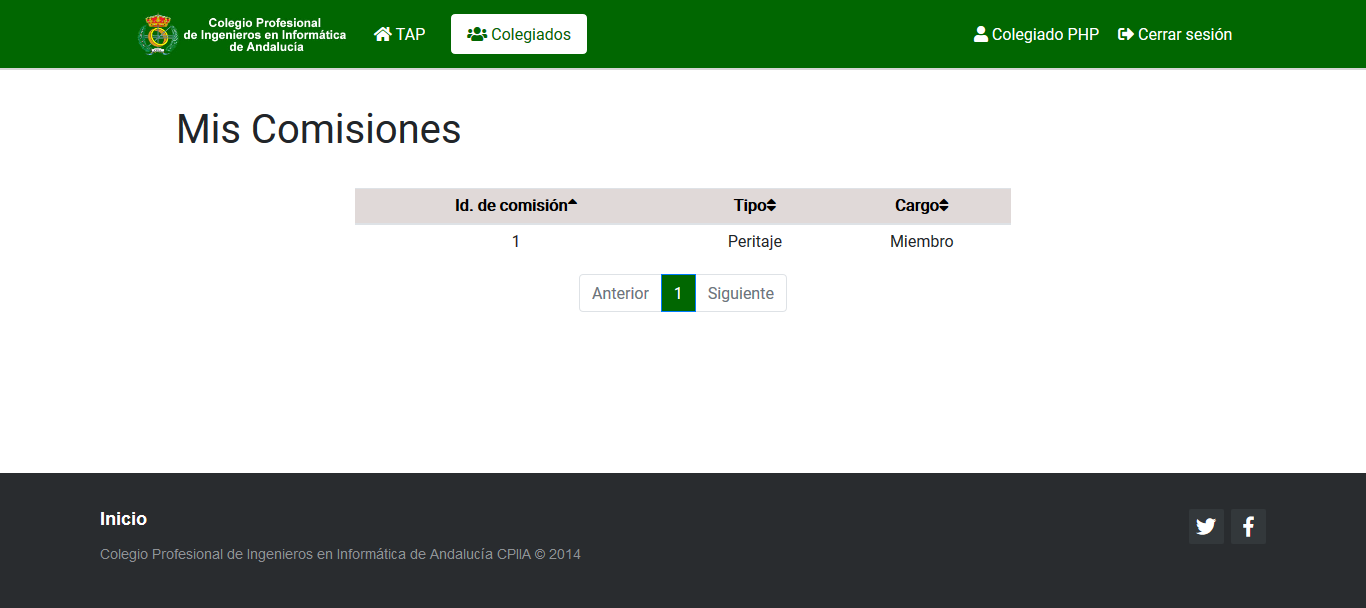 Colegio Profesional
de Ingenieros en Informática
de Andalucía
TAP
Colegiados
Colegiado PHP
Cerrar sesión
Mis Comisiones
Id. de comisión Tipo Cargo
1 Peritaje Miembro
Anterior 1 Siguiente
Inicio
Colegio Profesional de Ingenieros en Informática de Andalucía CPIIA © 2014